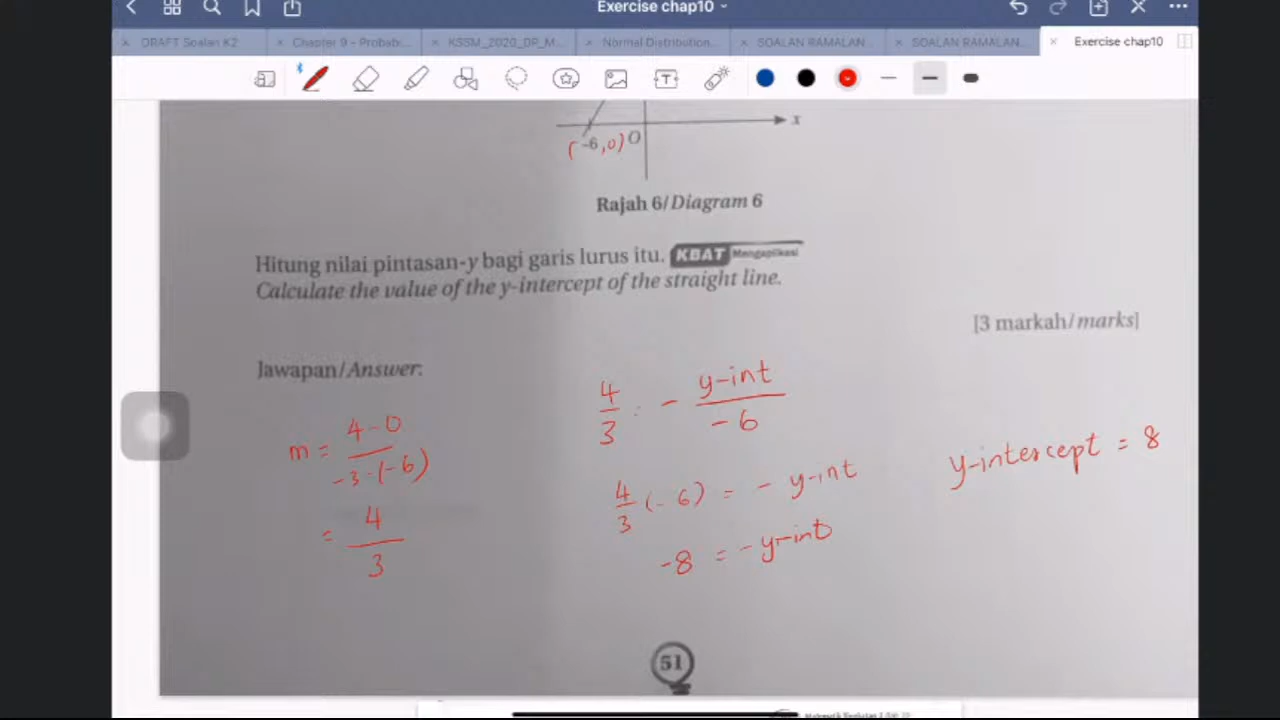 Exercise chap10
DRAFT Soalan K2
Chapter 9 - Probabi...
KSSM_2020_DP_M...
Normal Distribution...
SOALAN RAMALAN...
SOALAN RAMALAN...
Exercise chap10
x
(-6,0) O
Rajah 6/Diagram 6
Hitung nilai pintasan-y bagi garis lurus itu. KBAT Mengaplikasi
Calculate the value of the y-intercept of the straight line.
[3 markah/marks]
Jawapan/Answer:
m = 4-0 / -3-(-6)
= 4/3
4/3 = - y-int / -6
4/3 (-6) = - y-int
-8 = - y-int
y-intercept = 8
51